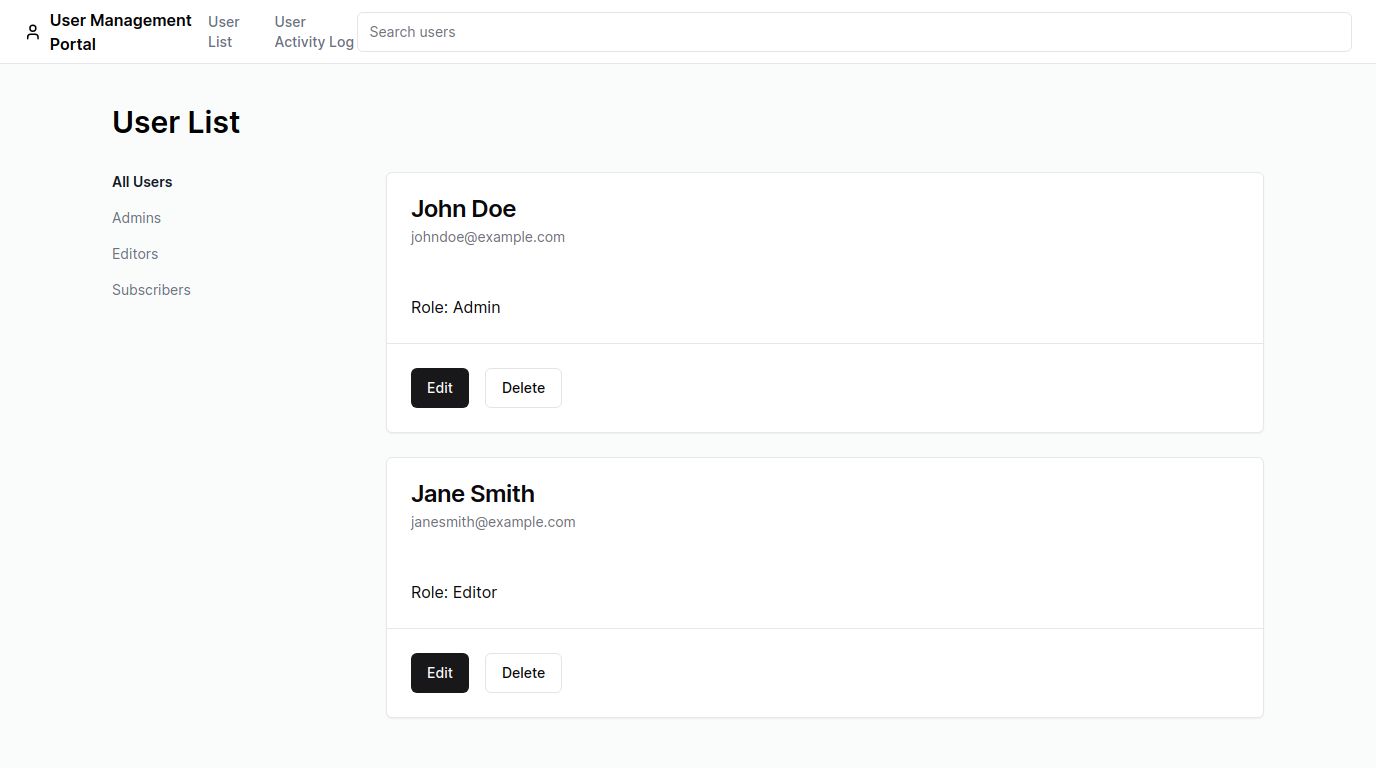 User Management
Portal
User
List
User
Activity Log
Search users
User List
All Users
Admins
Editors
Subscribers
John Doe
johndoe@example.com
Role: Admin
Edit
Delete
Jane Smith
janesmith@example.com
Role: Editor
Edit
Delete